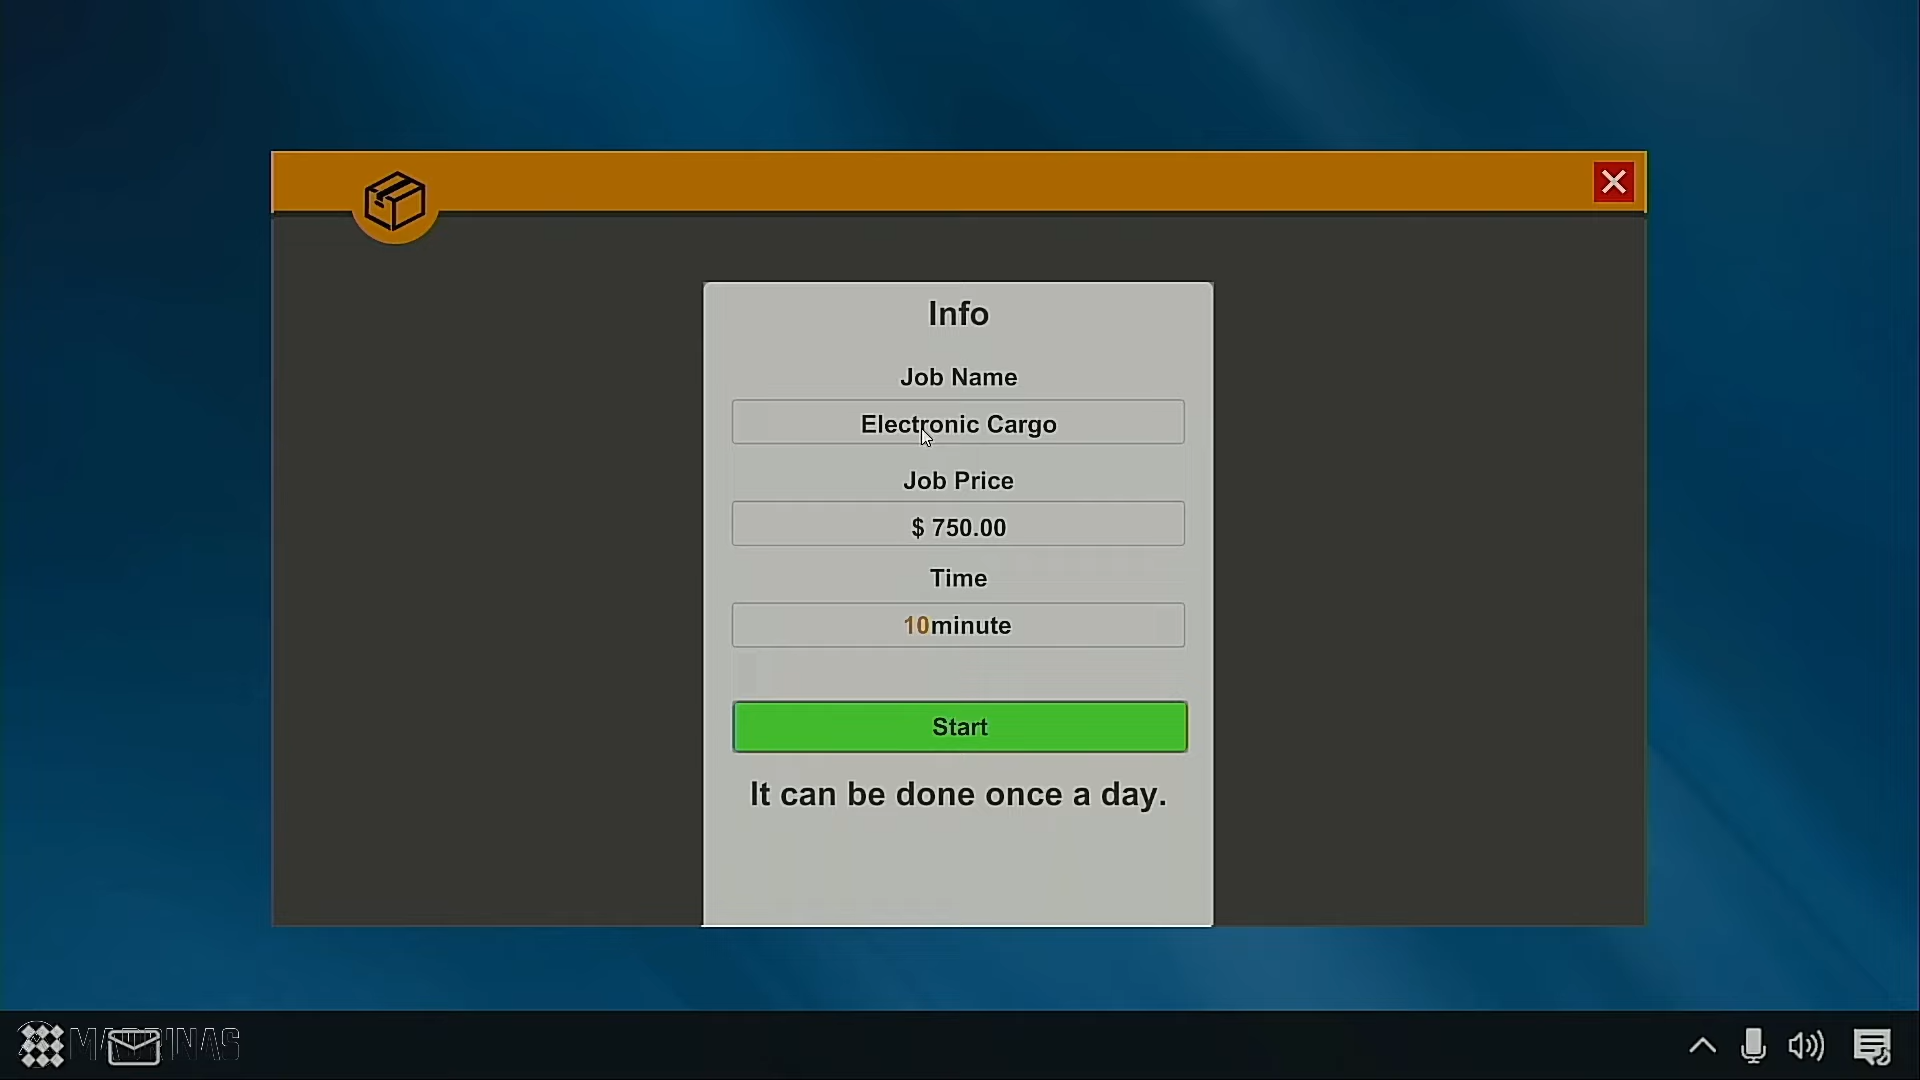 Info
Job Name
Electronic Cargo
Job Price
$ 750.00
Time
10minute
Start
It can be done once a day.